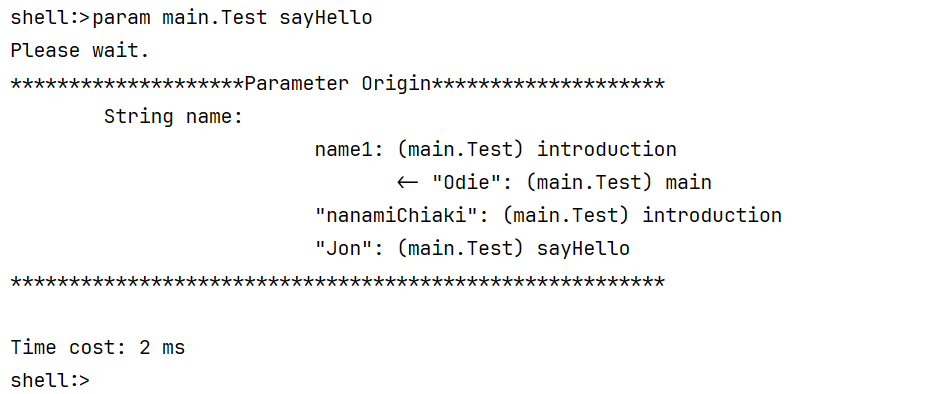 shell:>param main.Test sayHello
Please wait.
********************Parameter Origin********************
String name:
name1: (main.Test) introduction
<- "Odie": (main.Test) main
"nanamiChiaki": (main.Test) introduction
"Jon": (main.Test) sayHello
********************************************************
Time cost: 2 ms
shell:>